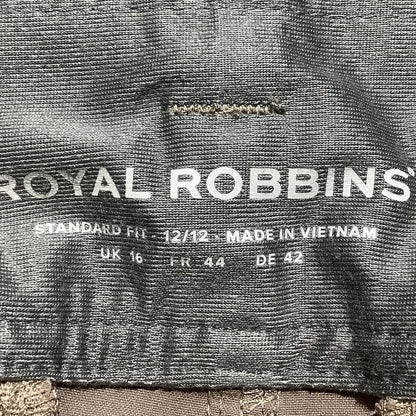 ROYAL ROBBINS®
STANDARD FIT - 12/12 - MADE IN VIETNAM
UK 16 FR 44 DE 42